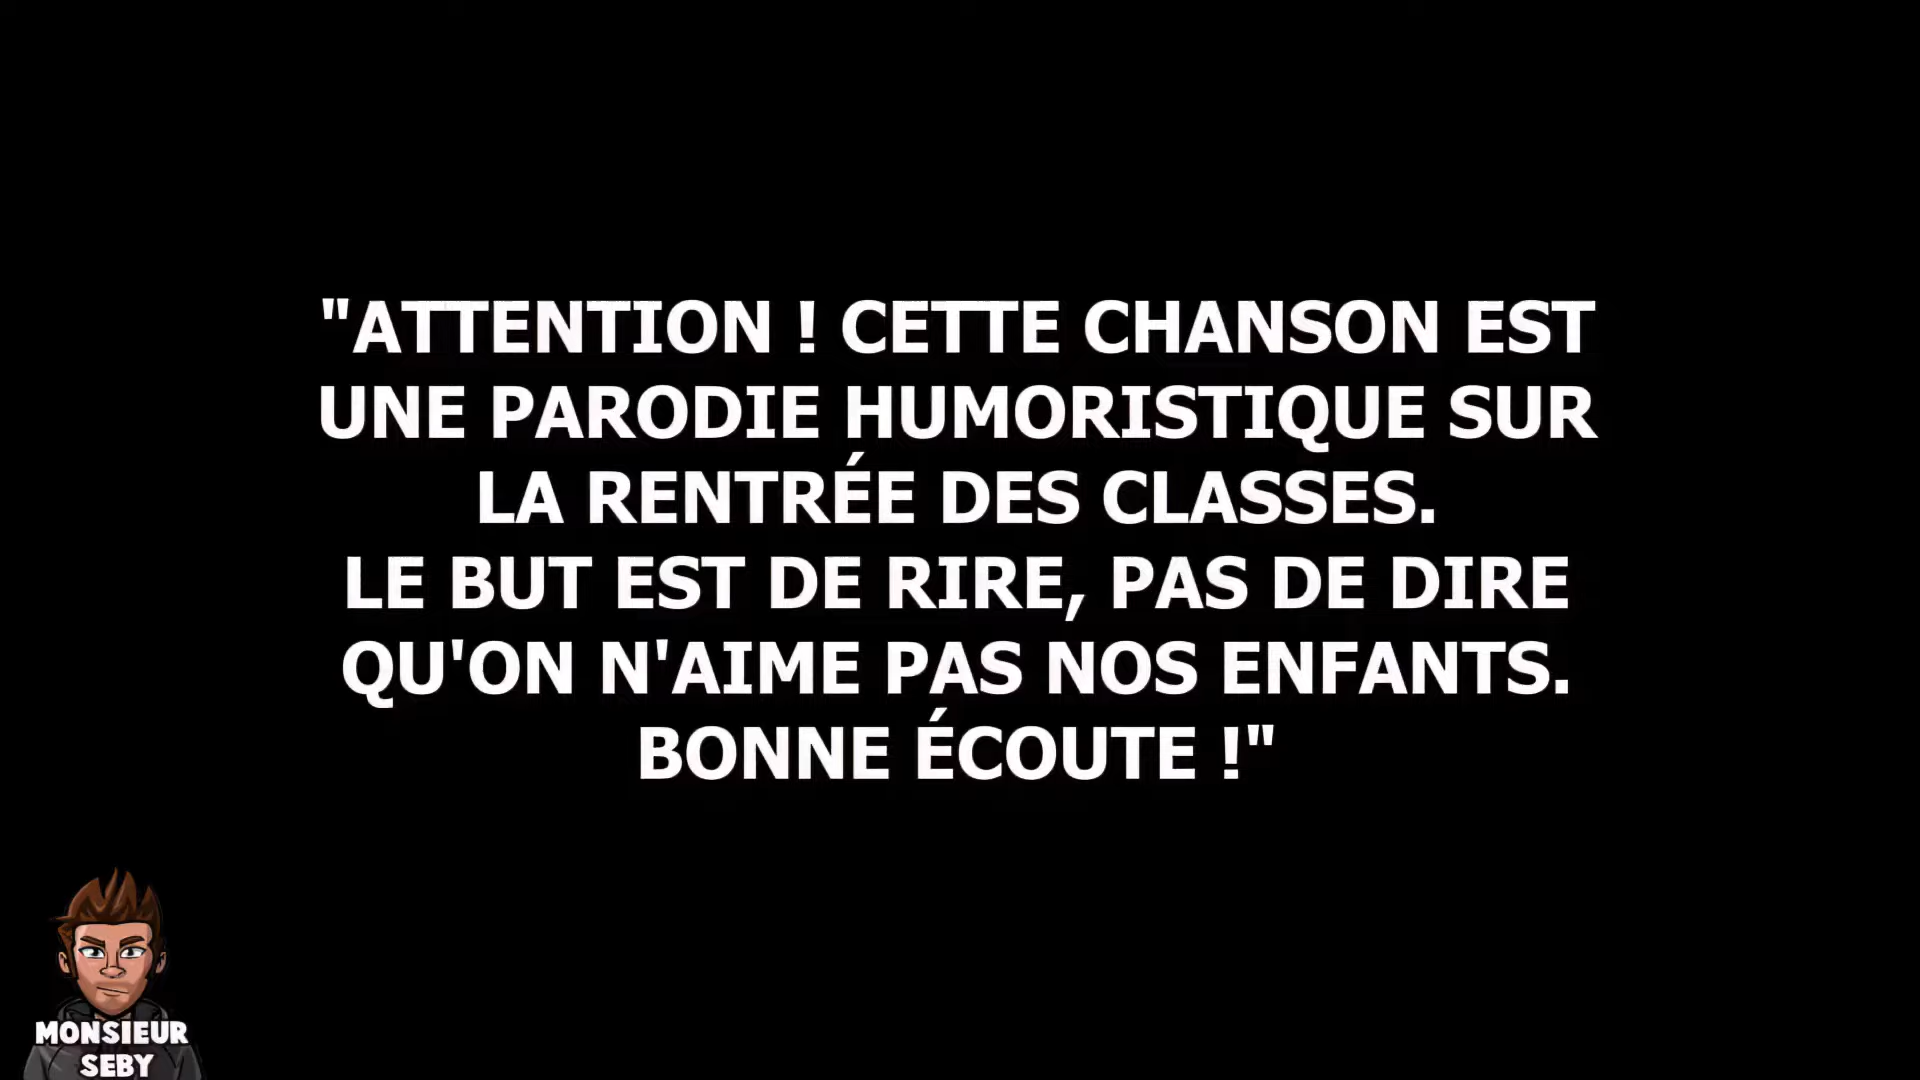 "ATTENTION ! CETTE CHANSON EST
UNE PARODIE HUMORISTIQUE SUR
LA RENTRÉE DES CLASSES.
LE BUT EST DE RIRE, PAS DE DIRE
QU'ON N'AIME PAS NOS ENFANTS.
BONNE ÉCOUTE !"
MONSIEUR
SEBY